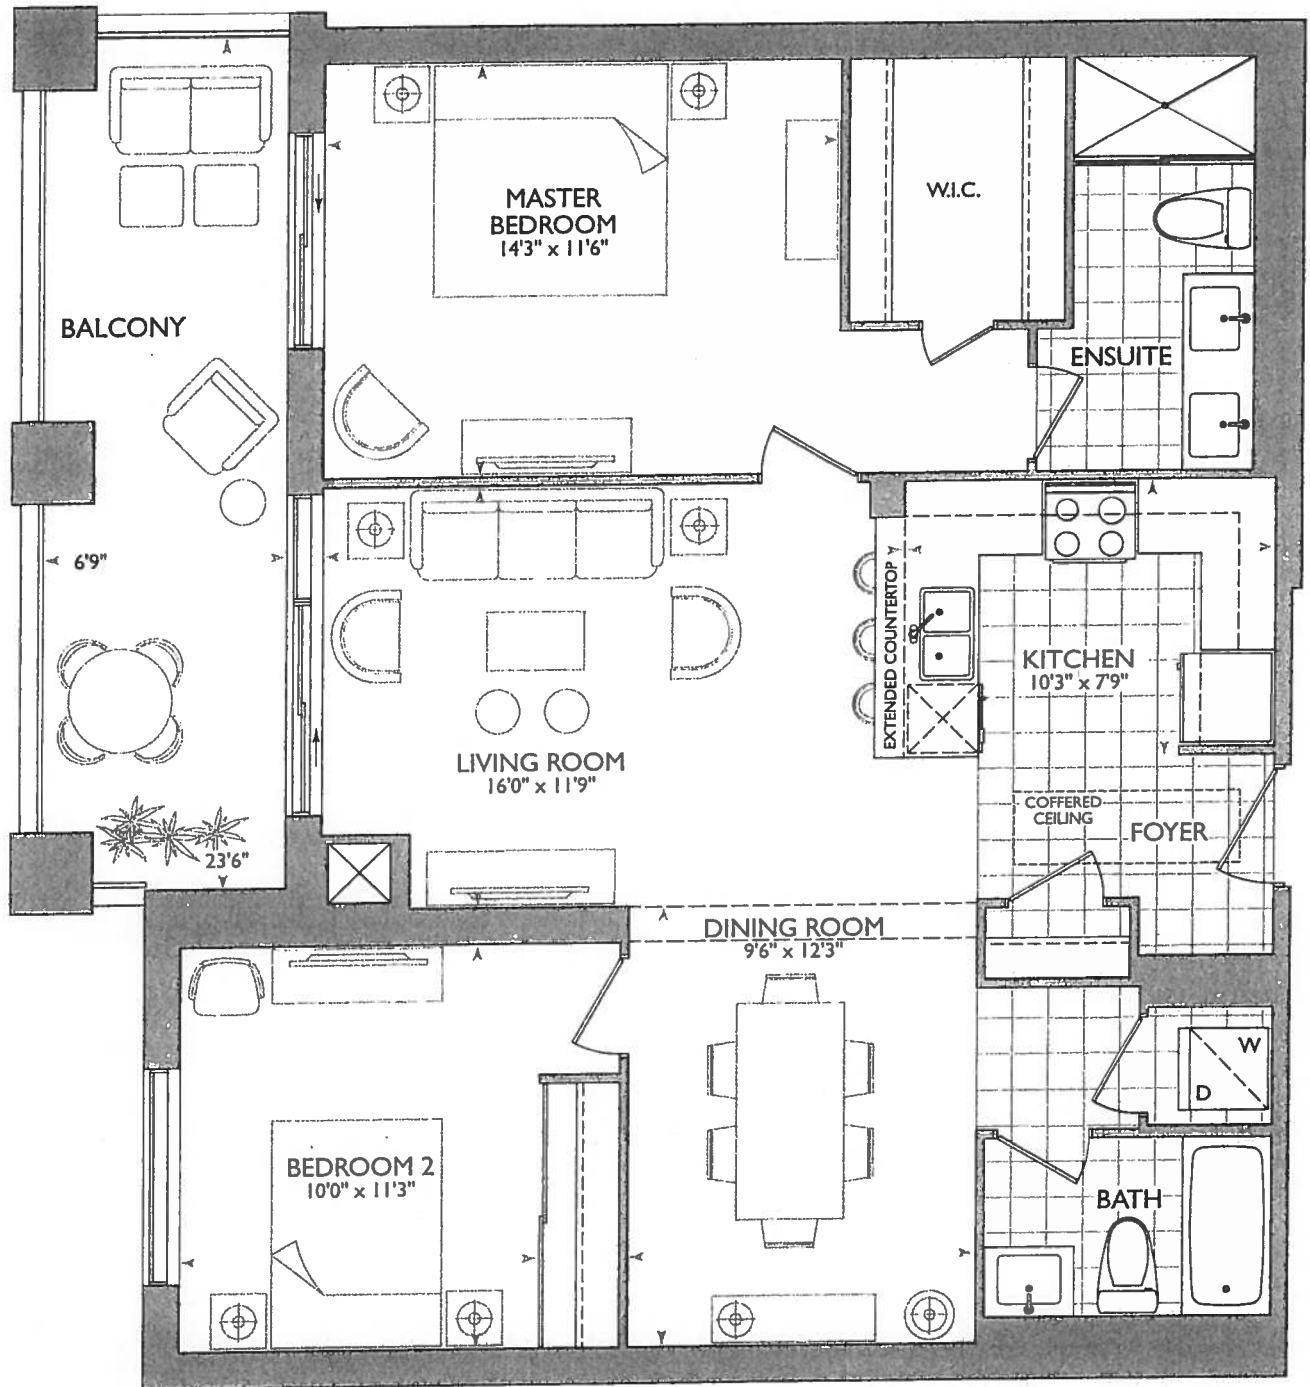 MASTER
BEDROOM
14'3" x 11'6"
W.I.C.
BALCONY
ENSUITE
6'9"
EXTENDED COUNTERTOP
KITCHEN
10'3" x 7'9"
LIVING ROOM
16'0" x 11'9"
COFFERED
CEILING
FOYER
23'6"
DINING ROOM
9'6" x 12'3"
W
D
BEDROOM 2
10'0" x 11'3"
BATH